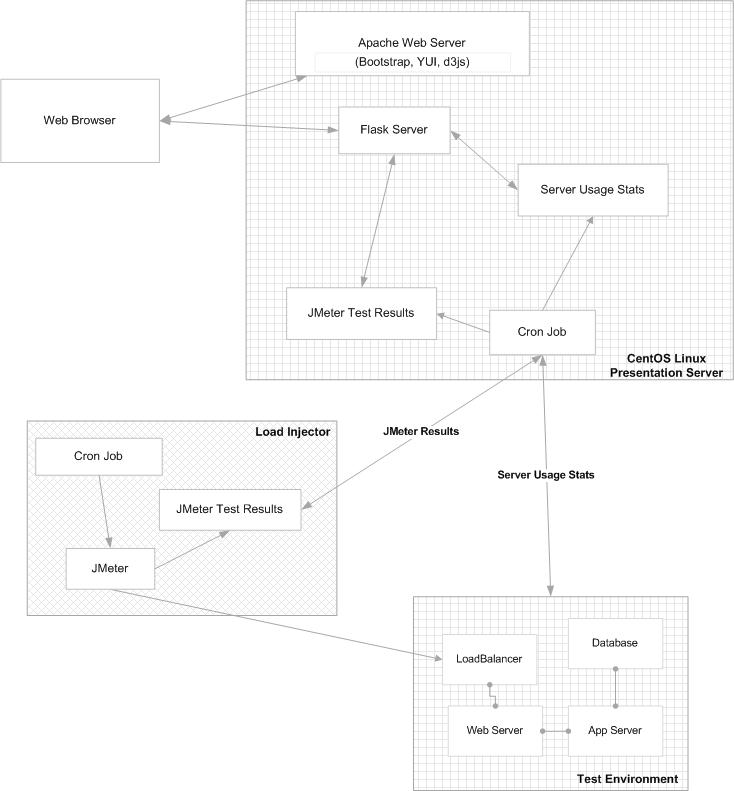 Apache Web Server
(Bootstrap, YUI, d3js)
Web Browser
Flask Server
Server Usage Stats
JMeter Test Results
Cron Job
CentOS Linux
Presentation Server
Load Injector
JMeter Results
Cron Job
Server Usage Stats
JMeter Test Results
JMeter
Database
LoadBalancer
Web Server
App Server
Test Environment